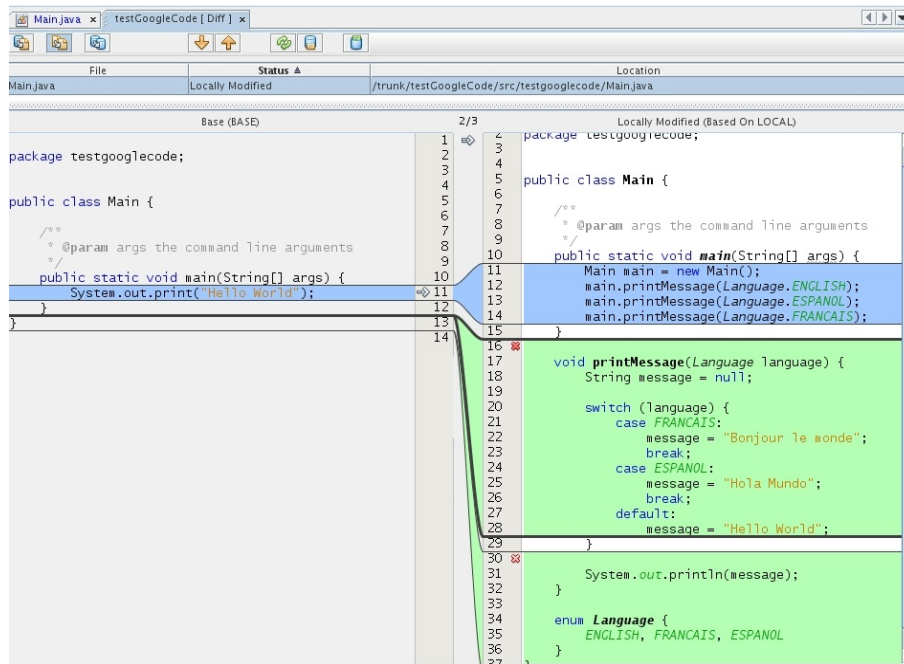 Main.java x testGoogleCode [ Diff ] x
File Status Location
Main.java Locally Modified /trunk/testGoogleCode/src/testgooglecode/Main.java
Base (BASE) 2/3 Locally Modified (Based On LOCAL)
1
2 package testgooglecode;
3
4
5 public class Main {
6
7 /**
8 * @param args the command line arguments
9 */
10 public static void main(String[] args) {
11 System.out.print("Hello World");
12 }
13 }
14
2 package testgooglecode;
3
4
5 public class Main {
6
7 /**
8 * @param args the command line arguments
9 */
10 public static void main(String[] args) {
11 Main main = new Main();
12 main.printMessage(Language.ENGLISH);
13 main.printMessage(Language.ESPANOL);
14 main.printMessage(Language.FRANCAIS);
15 }
16
17 void printMessage(Language language) {
18 String message = null;
19
20 switch (language) {
21 case FRANCAIS:
22 message = "Bonjour le monde";
23 break;
24 case ESPANOL:
25 message = "Hola Mundo";
26 break;
27 default:
28 message = "Hello World";
29 }
30
31 System.out.println(message);
32 }
33
34 enum Language {
35 ENGLISH, FRANCAIS, ESPANOL
36 }
37 }